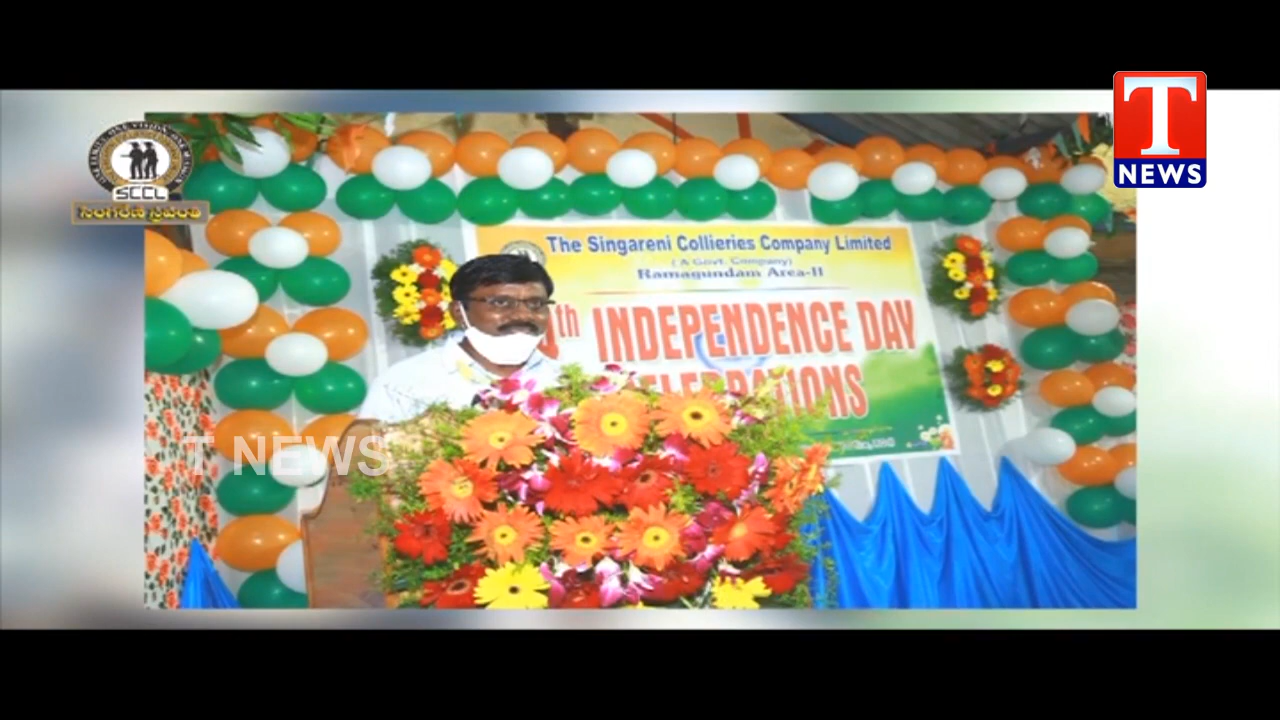 T
NEWS
SCCL
సింగరేణి స్రవంతి
The Singareni Collieries Company Limited
( A Govt. Company)
Ramagundam Area-II
th INDEPENDENCE DAY
T NEWS